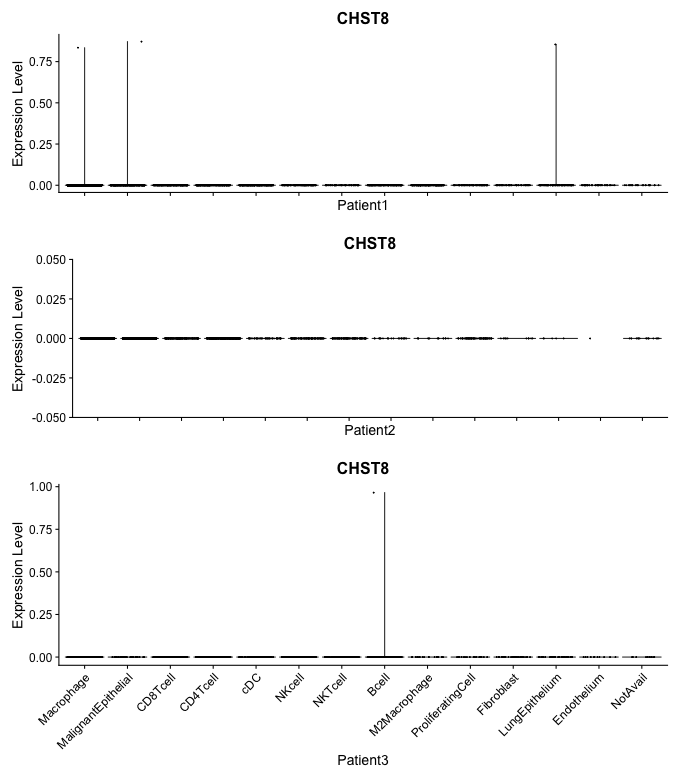 CHST8
Expression Level
0.75
0.50
0.25
0.00
Patient1
CHST8
Expression Level
0.050
0.025
0.000
-0.025
-0.050
Patient2
CHST8
Expression Level
1.00
0.75
0.50
0.25
0.00
Macrophage
MalignantEpithelial
CD8Tcell
CD4Tcell
cDC
NKcell
NKTcell
Bcell
M2Macrophage
ProliferatingCell
Fibroblast
LungEpithelium
Endothelium
NotAvail
Patient3